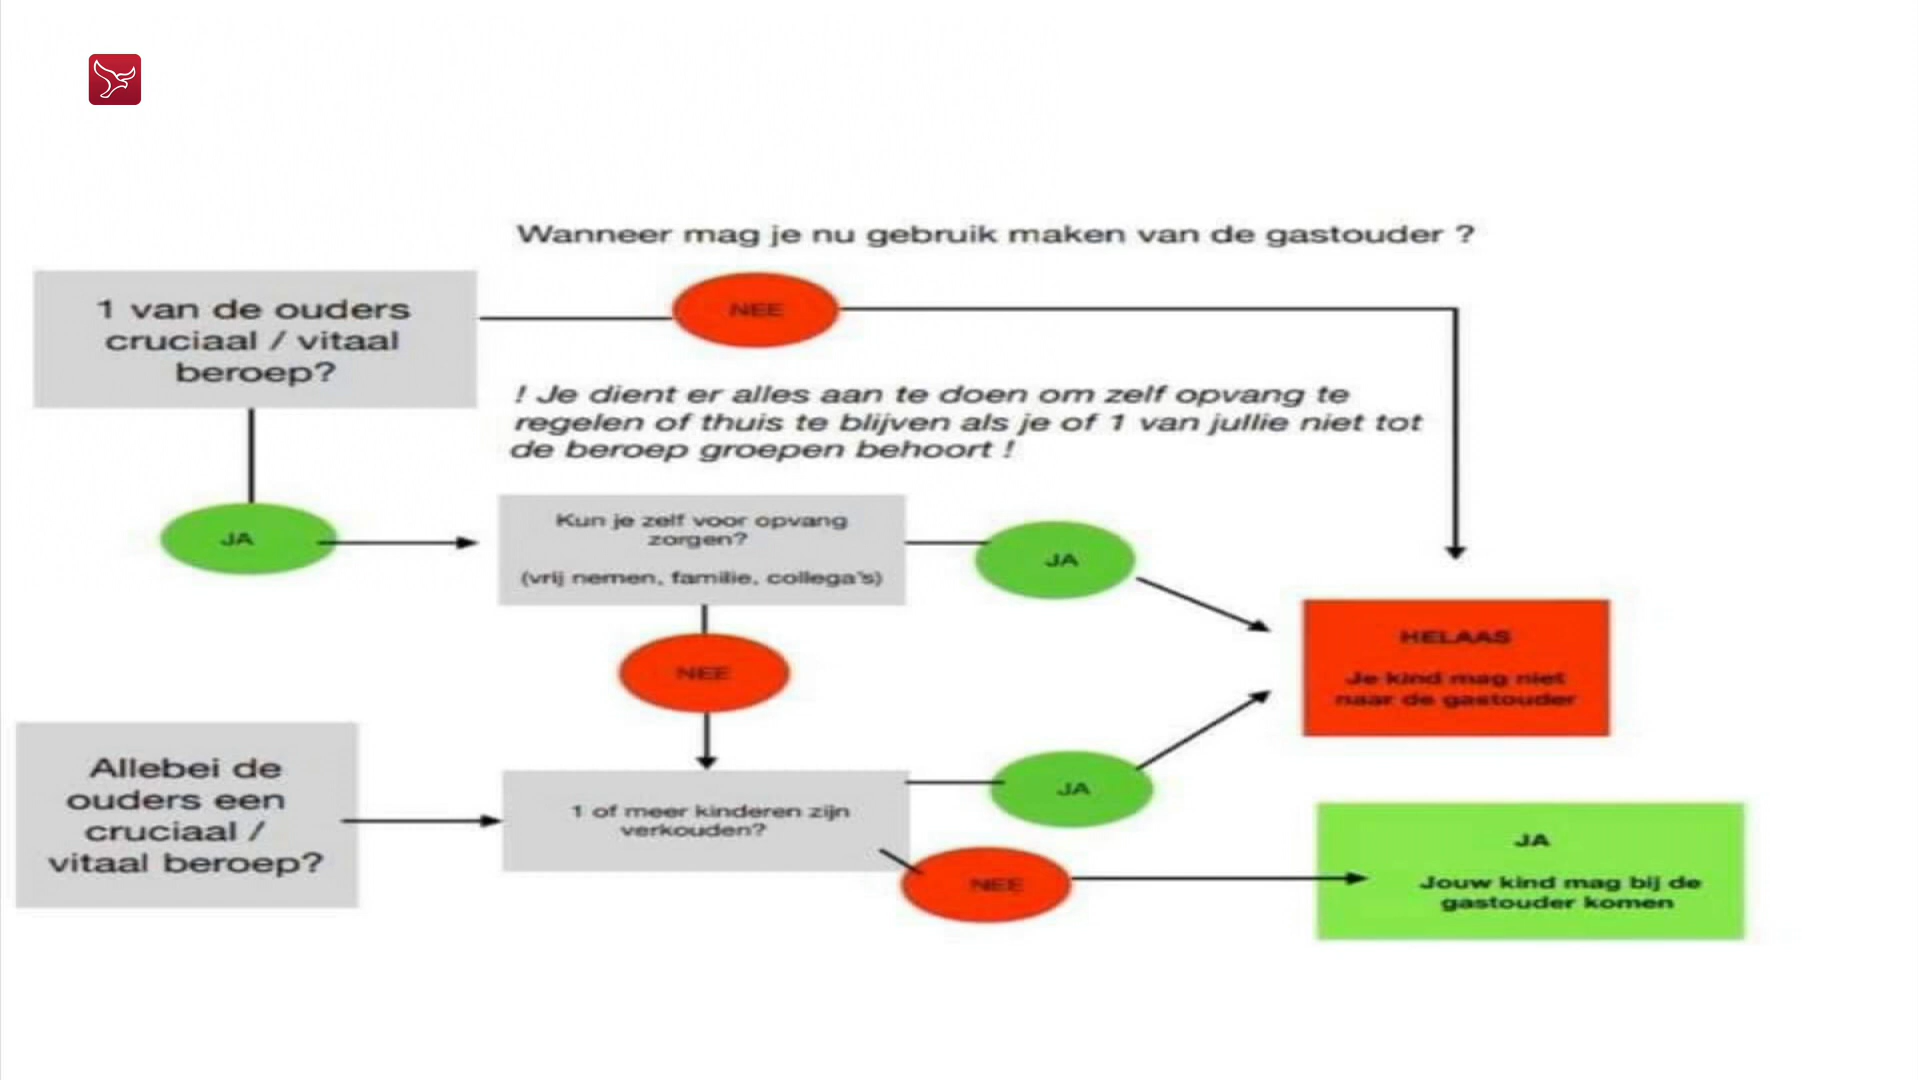 Wanneer mag je nu gebruik maken van de gastouder ?
1 van de ouders
cruciaal / vitaal
beroep?
NEE
! Je dient er alles aan te doen om zelf opvang te
regelen of thuis te blijven als je of 1 van jullie niet tot
de beroep groepen behoort !
JA
Kun je zelf voor opvang
zorgen?
(vrij nemen, familie, collega's)
JA
NEE
HELAAS
Je kind mag niet
naar de gastouder
Allebei de
ouders een
cruciaal /
vitaal beroep?
1 of meer kinderen zijn
verkouden?
JA
NEE
JA
Jouw kind mag bij de
gastouder komen